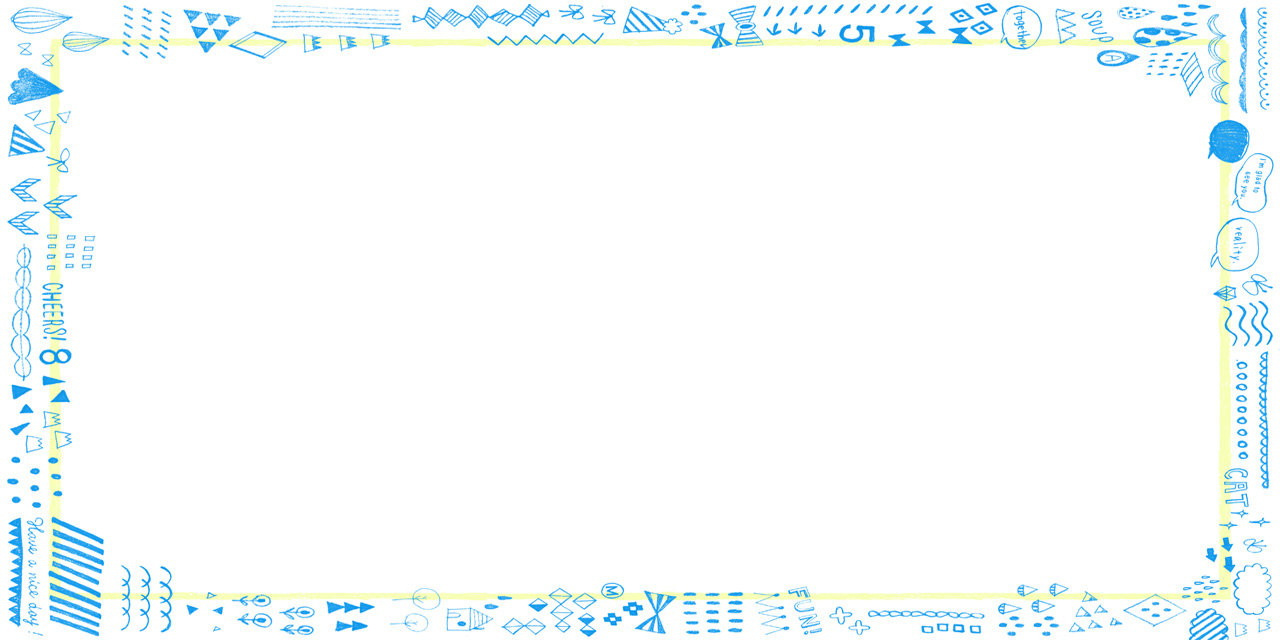 5
Together
SOUP
A
I'm glad to
see you.
reality.
CHEERS!
8
CAT
Have a nice day!
M
FUN!